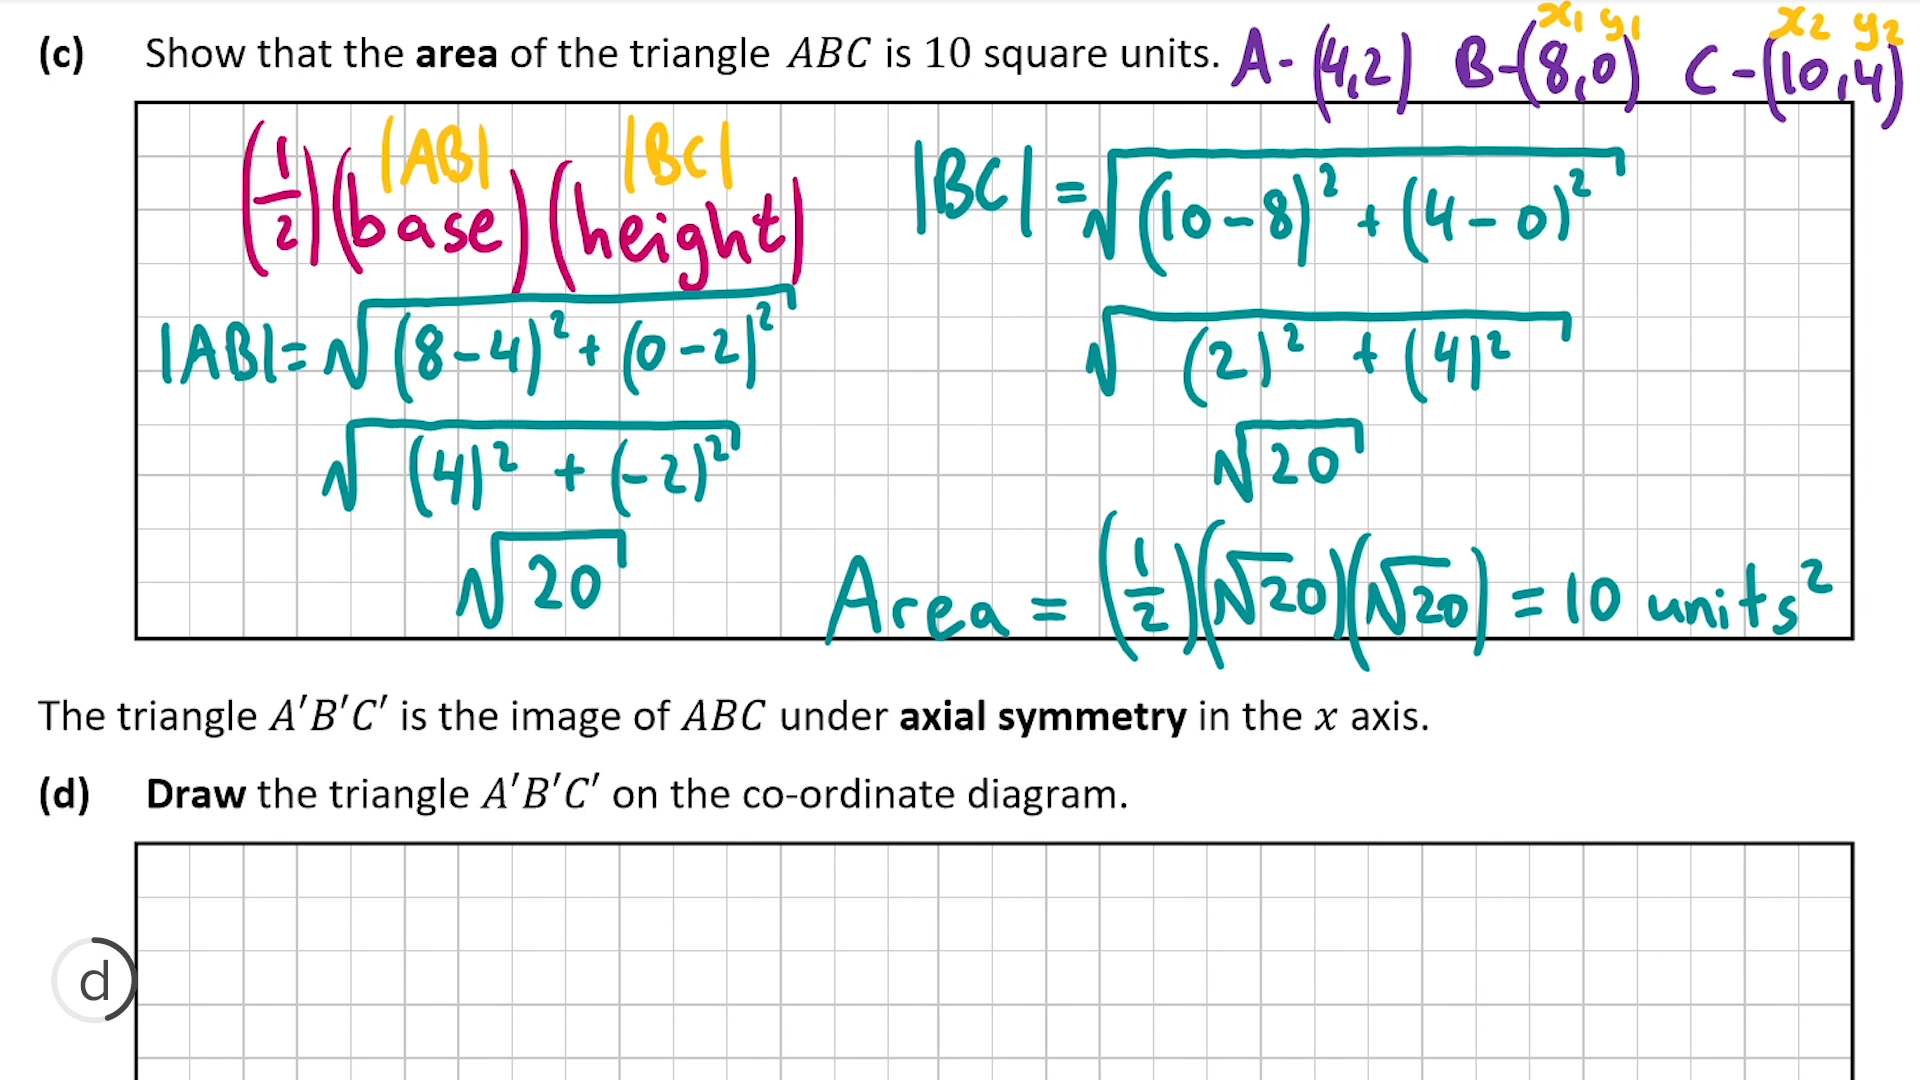 (c) Show that the area of the triangle ABC is 10 square units. A-(4,2) B-(8,0) C-(10,4)
x₁ y₁ x₂ y₂
|AB| |BC|
(1/2)(base)(height)
|AB|=√((8-4)²+(0-2)²)
√((4)²+(-2)²)
√20
|BC|=√((10-8)²+(4-0)²)
√((2)²+(4)²)
√20
Area = (1/2)(√20)(√20) = 10 units²
The triangle A′B′C′ is the image of ABC under axial symmetry in the x axis.
(d) Draw the triangle A′B′C′ on the co-ordinate diagram.
d